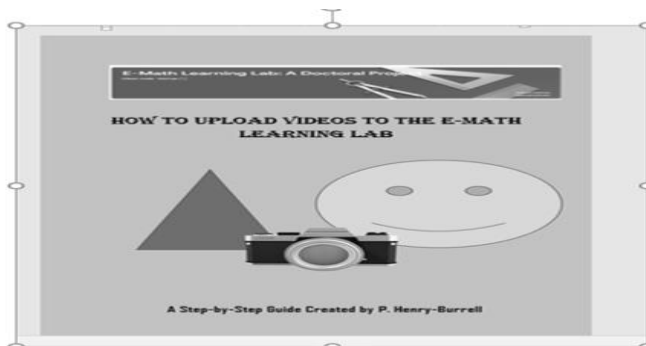 E-Math Learning Lab: A Doctoral Proj
HOW TO UPLOAD VIDEOS TO THE E-MATH
LEARNING LAB
A Step-by-Step Guide Created by P. Henry-Burrell